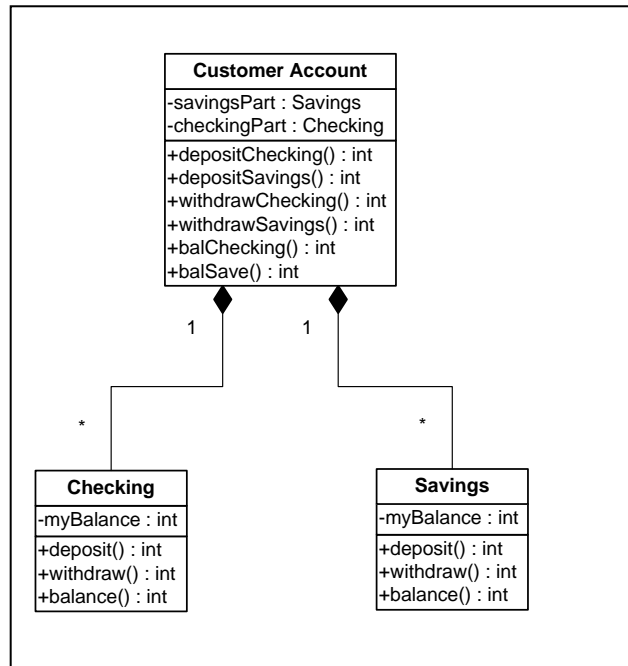 Customer Account
-savingsPart : Savings
-checkingPart : Checking
+depositChecking() : int
+depositSavings() : int
+withdrawChecking() : int
+withdrawSavings() : int
+balChecking() : int
+balSave() : int
1
1
*
*
Checking
-myBalance : int
+deposit() : int
+withdraw() : int
+balance() : int
Savings
-myBalance : int
+deposit() : int
+withdraw() : int
+balance() : int